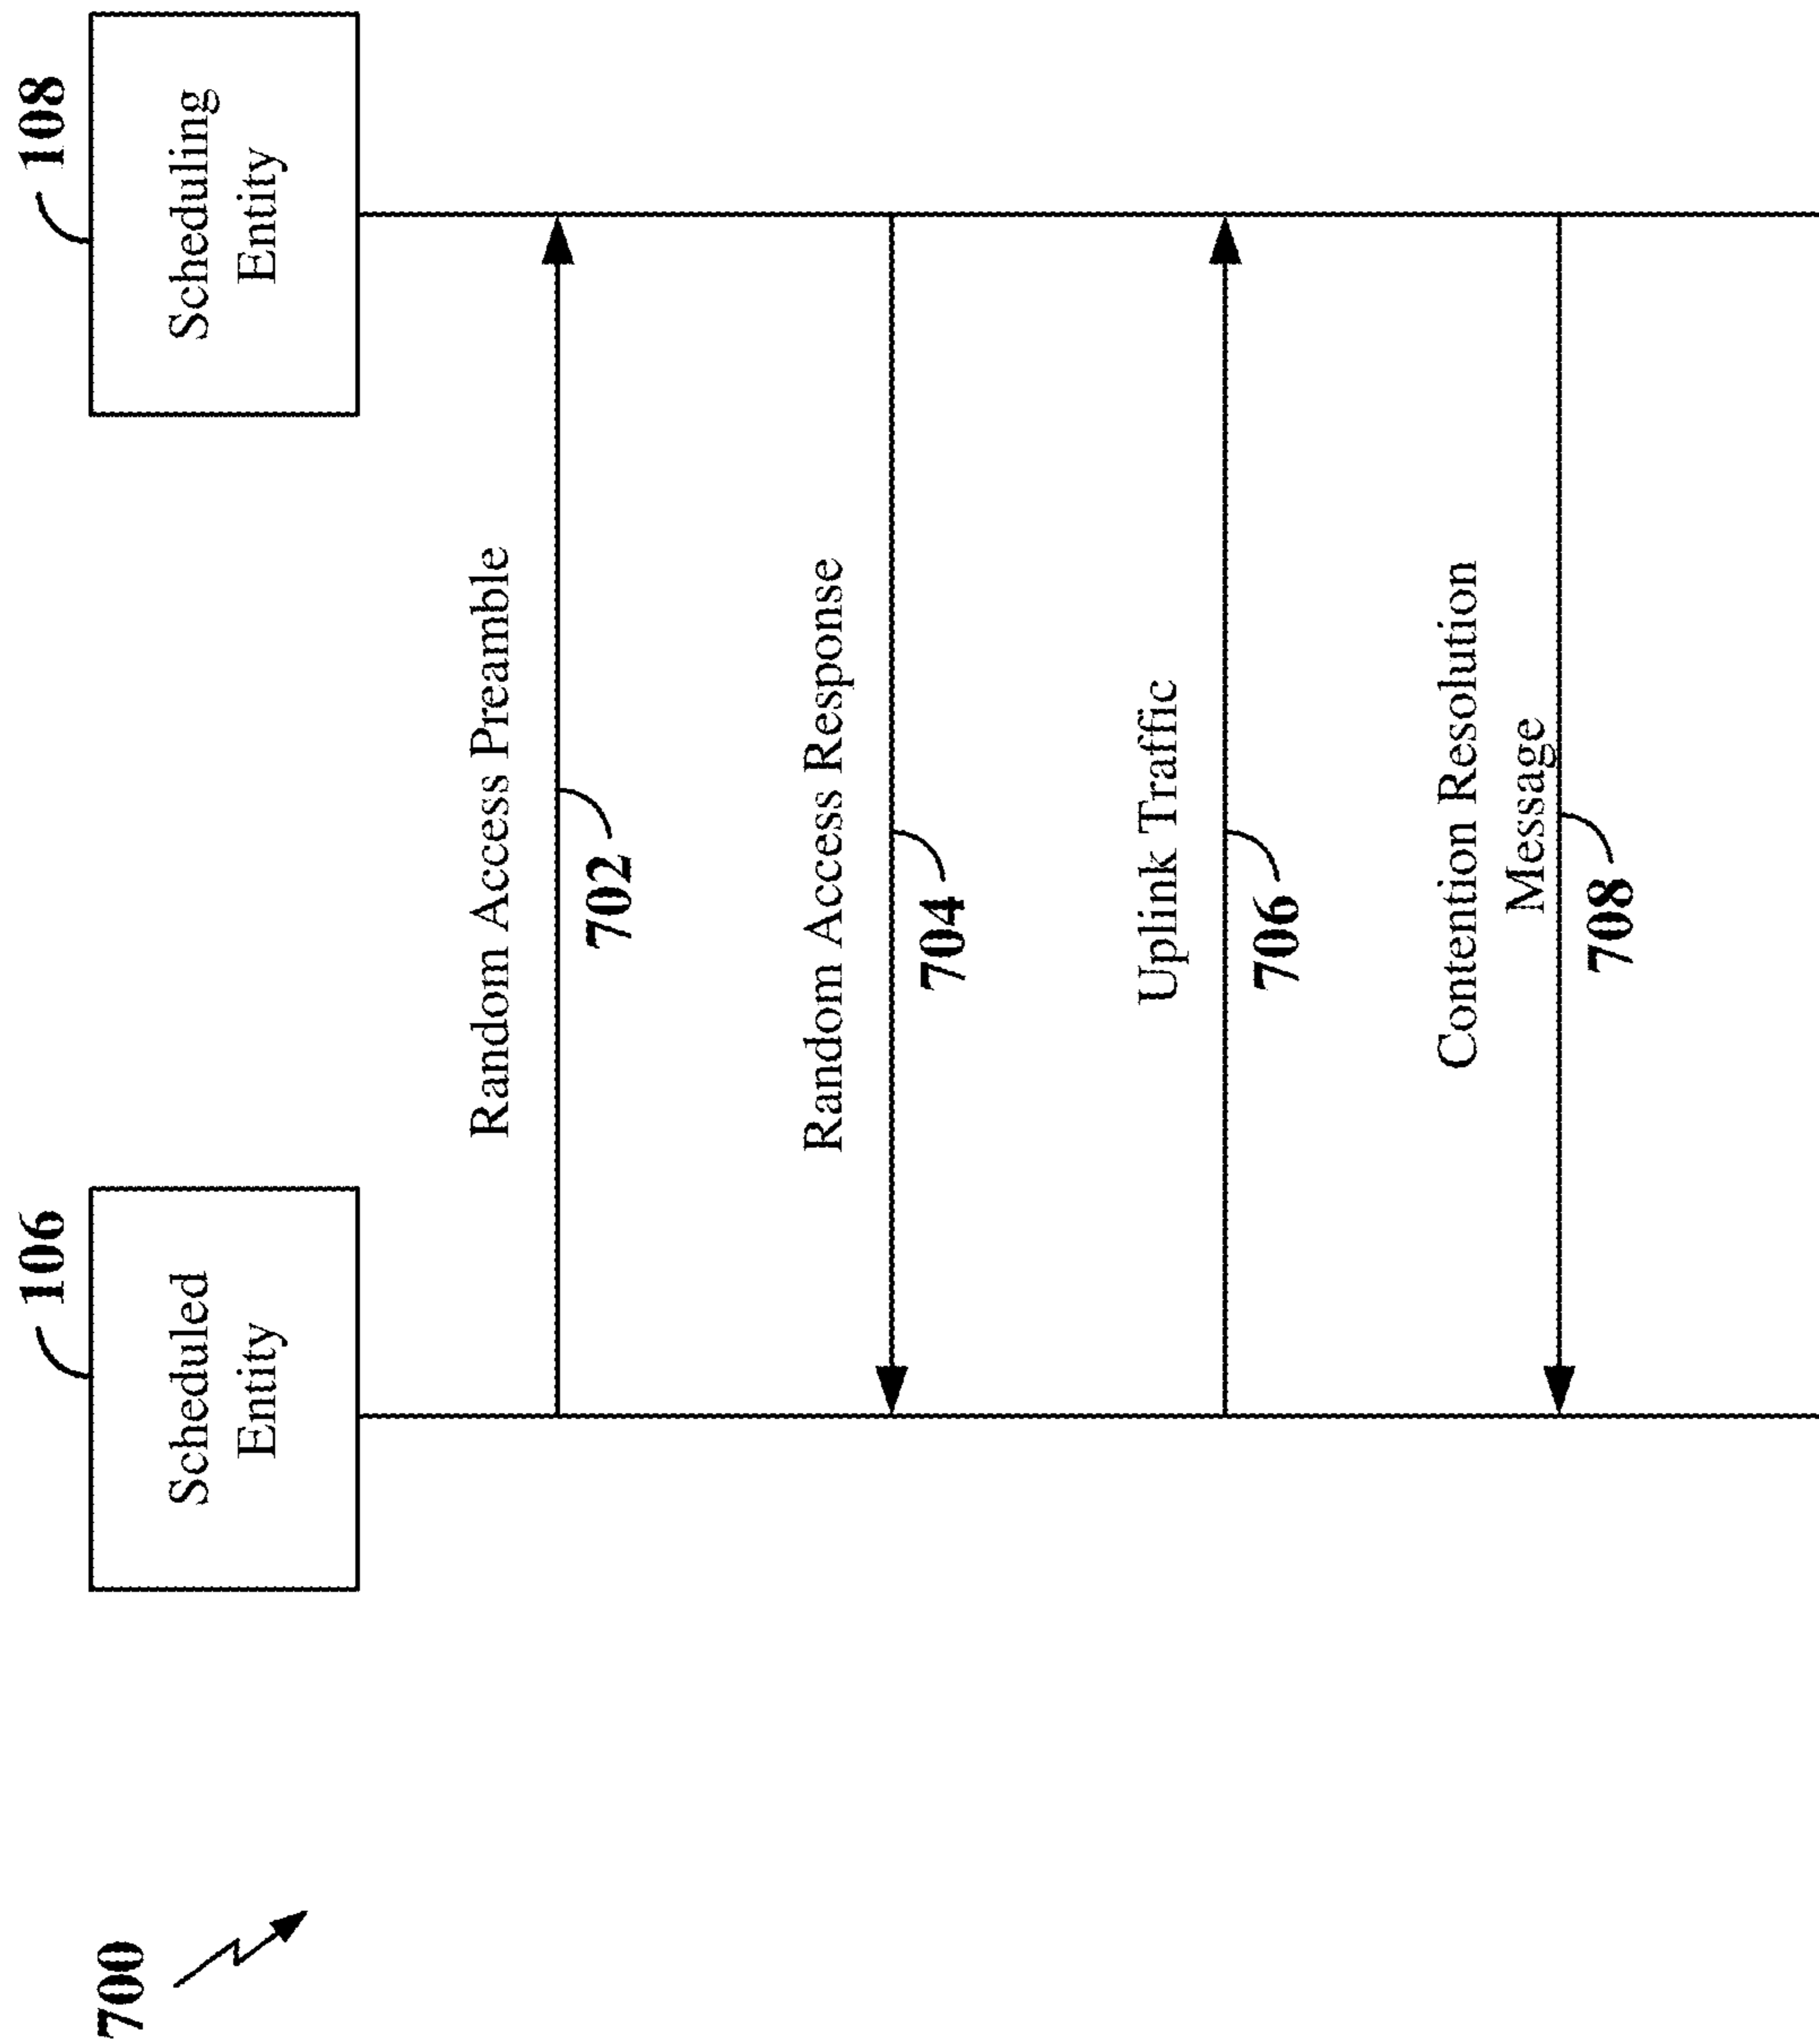 700
106
Scheduled
Entity
108
Scheduling
Entity
Random Access Preamble
702
Random Access Response
704
Uplink Traffic
706
Contention Resolution
Message
708